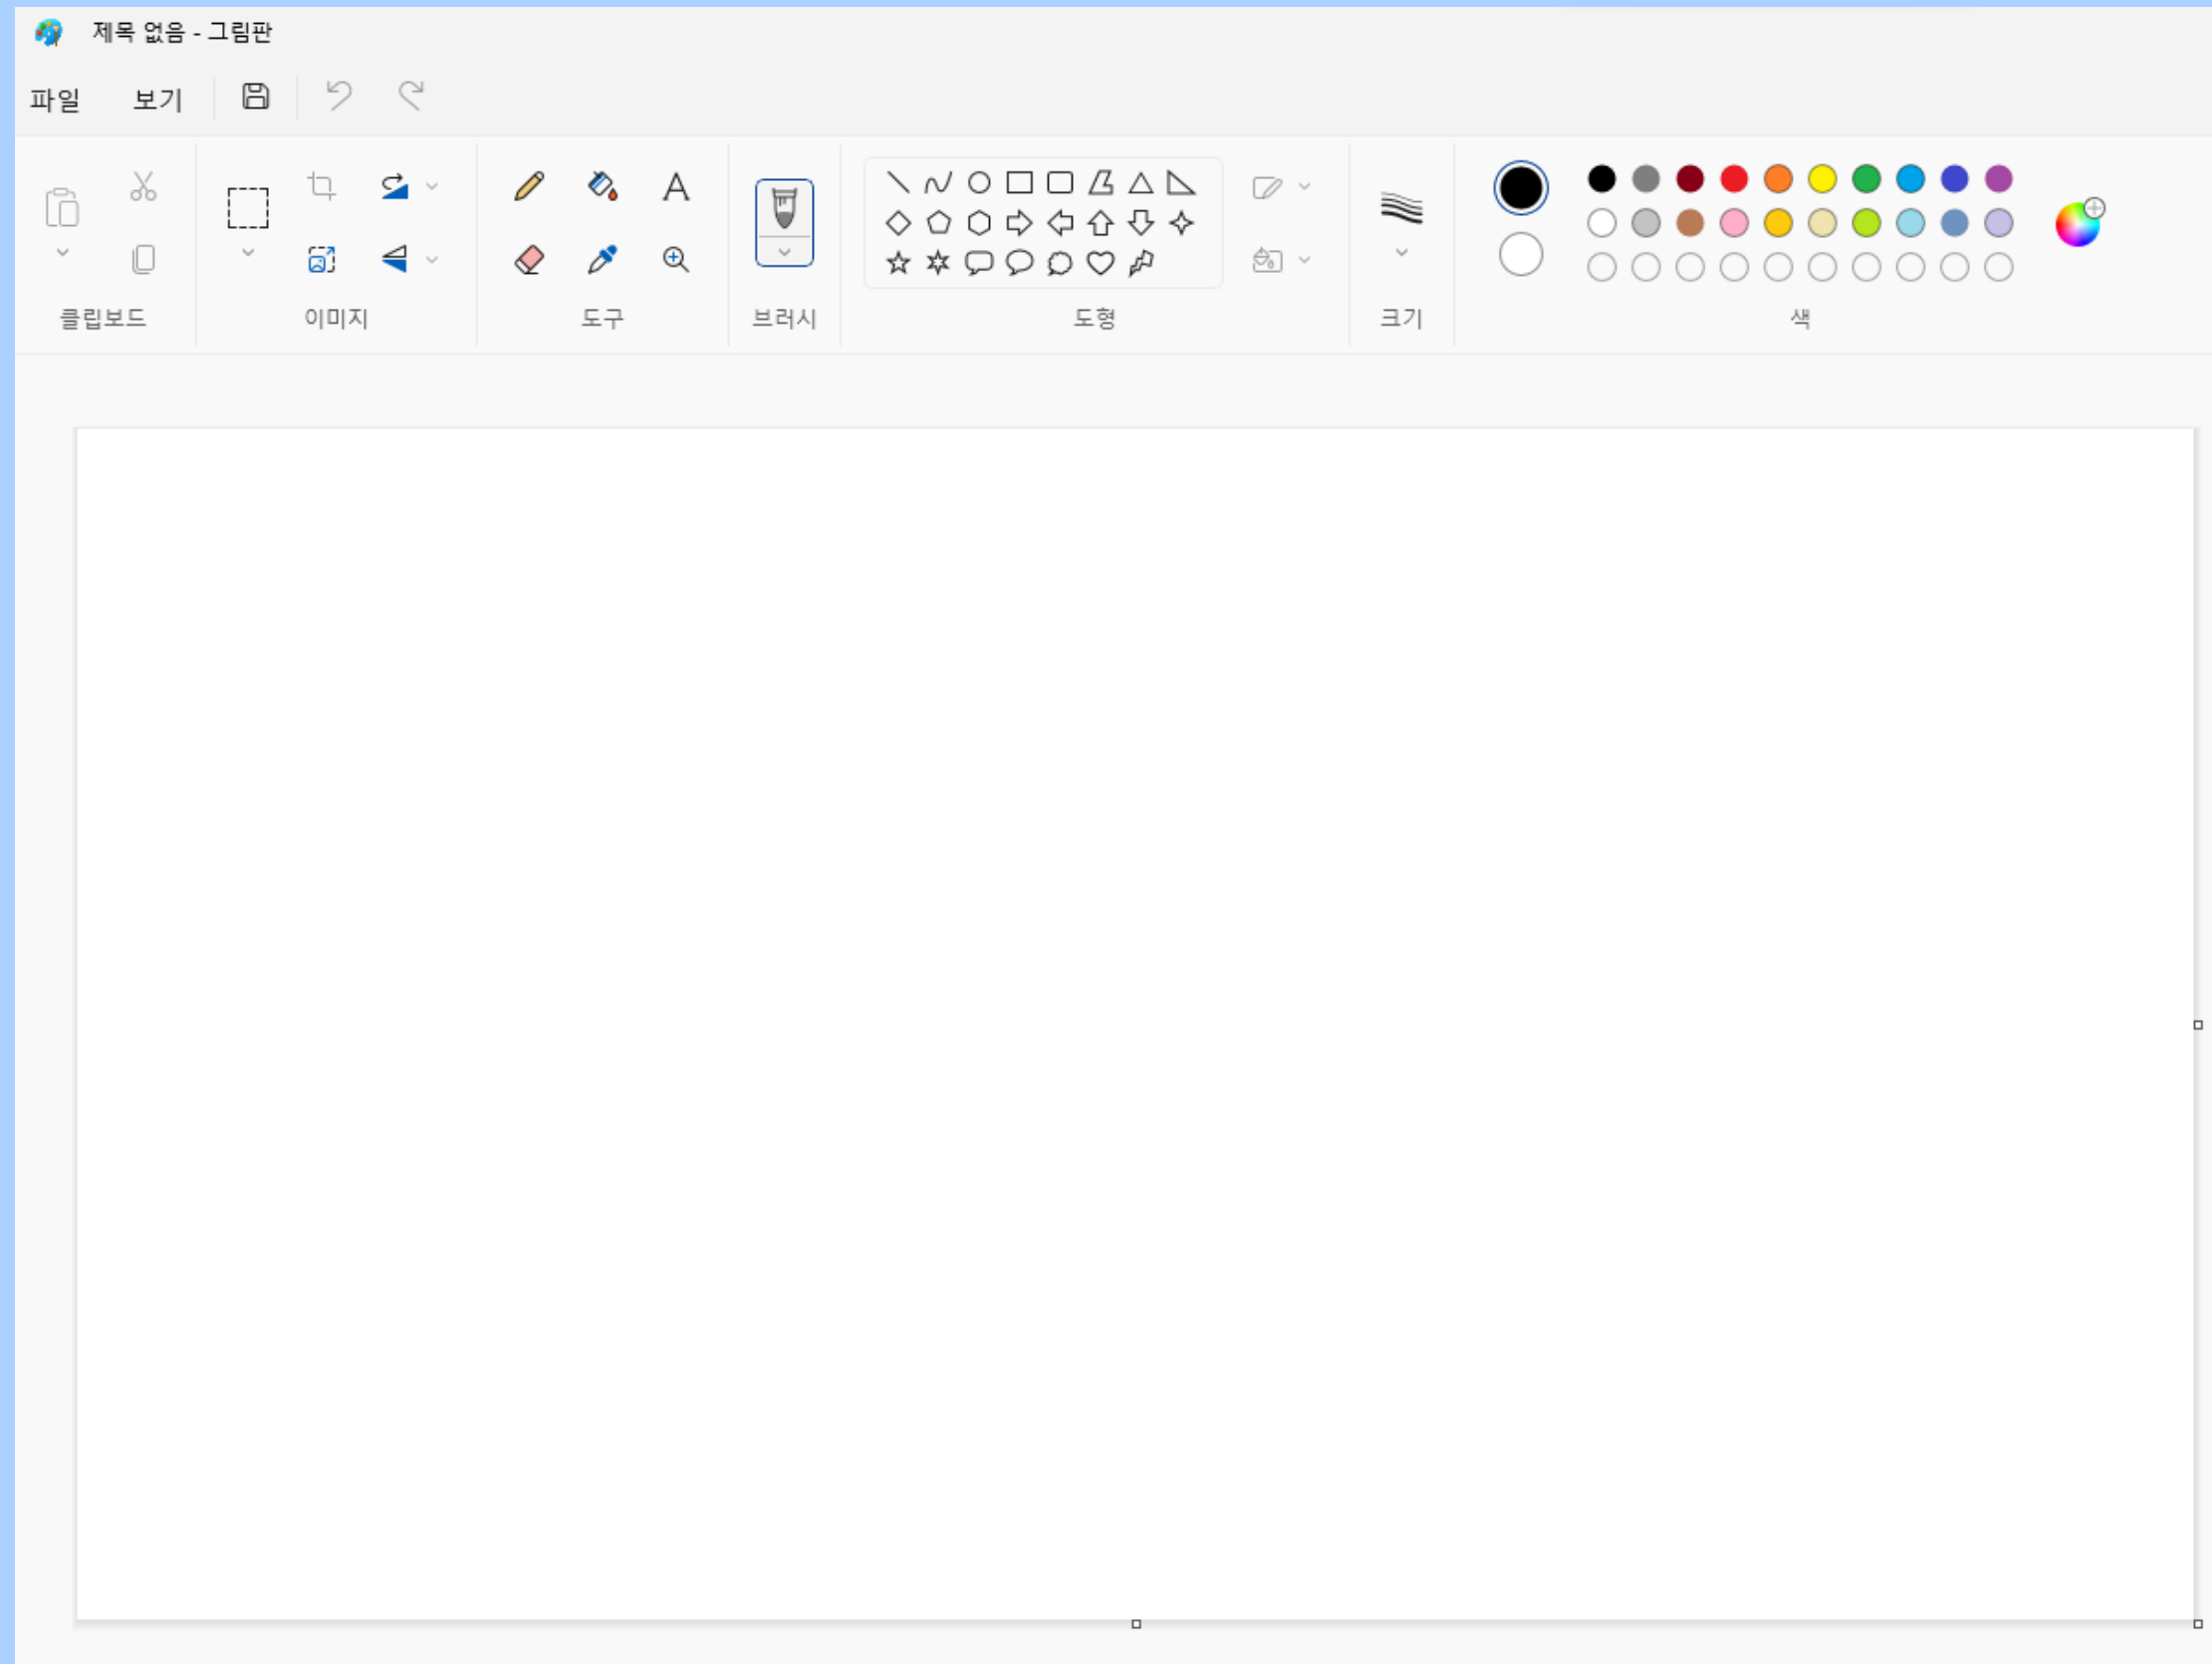 제목 없음 - 그림판
파일 보기
클립보드 이미지 도구 브러시 도형 크기 색